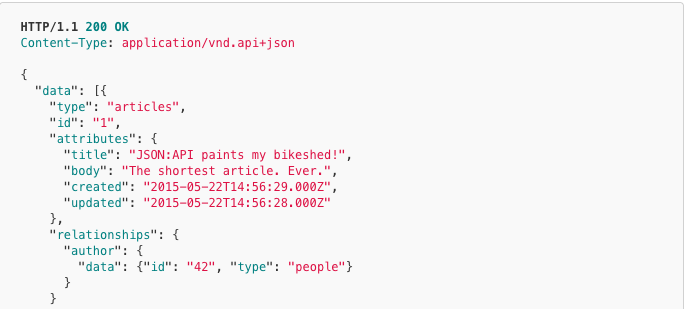 HTTP/1.1 200 OK
Content-Type: application/vnd.api+json

{
  "data": [{
    "type": "articles",
    "id": "1",
    "attributes": {
      "title": "JSON:API paints my bikeshed!",
      "body": "The shortest article. Ever.",
      "created": "2015-05-22T14:56:29.000Z",
      "updated": "2015-05-22T14:56:28.000Z"
    },
    "relationships": {
      "author": {
        "data": {"id": "42", "type": "people"}
      }
    }